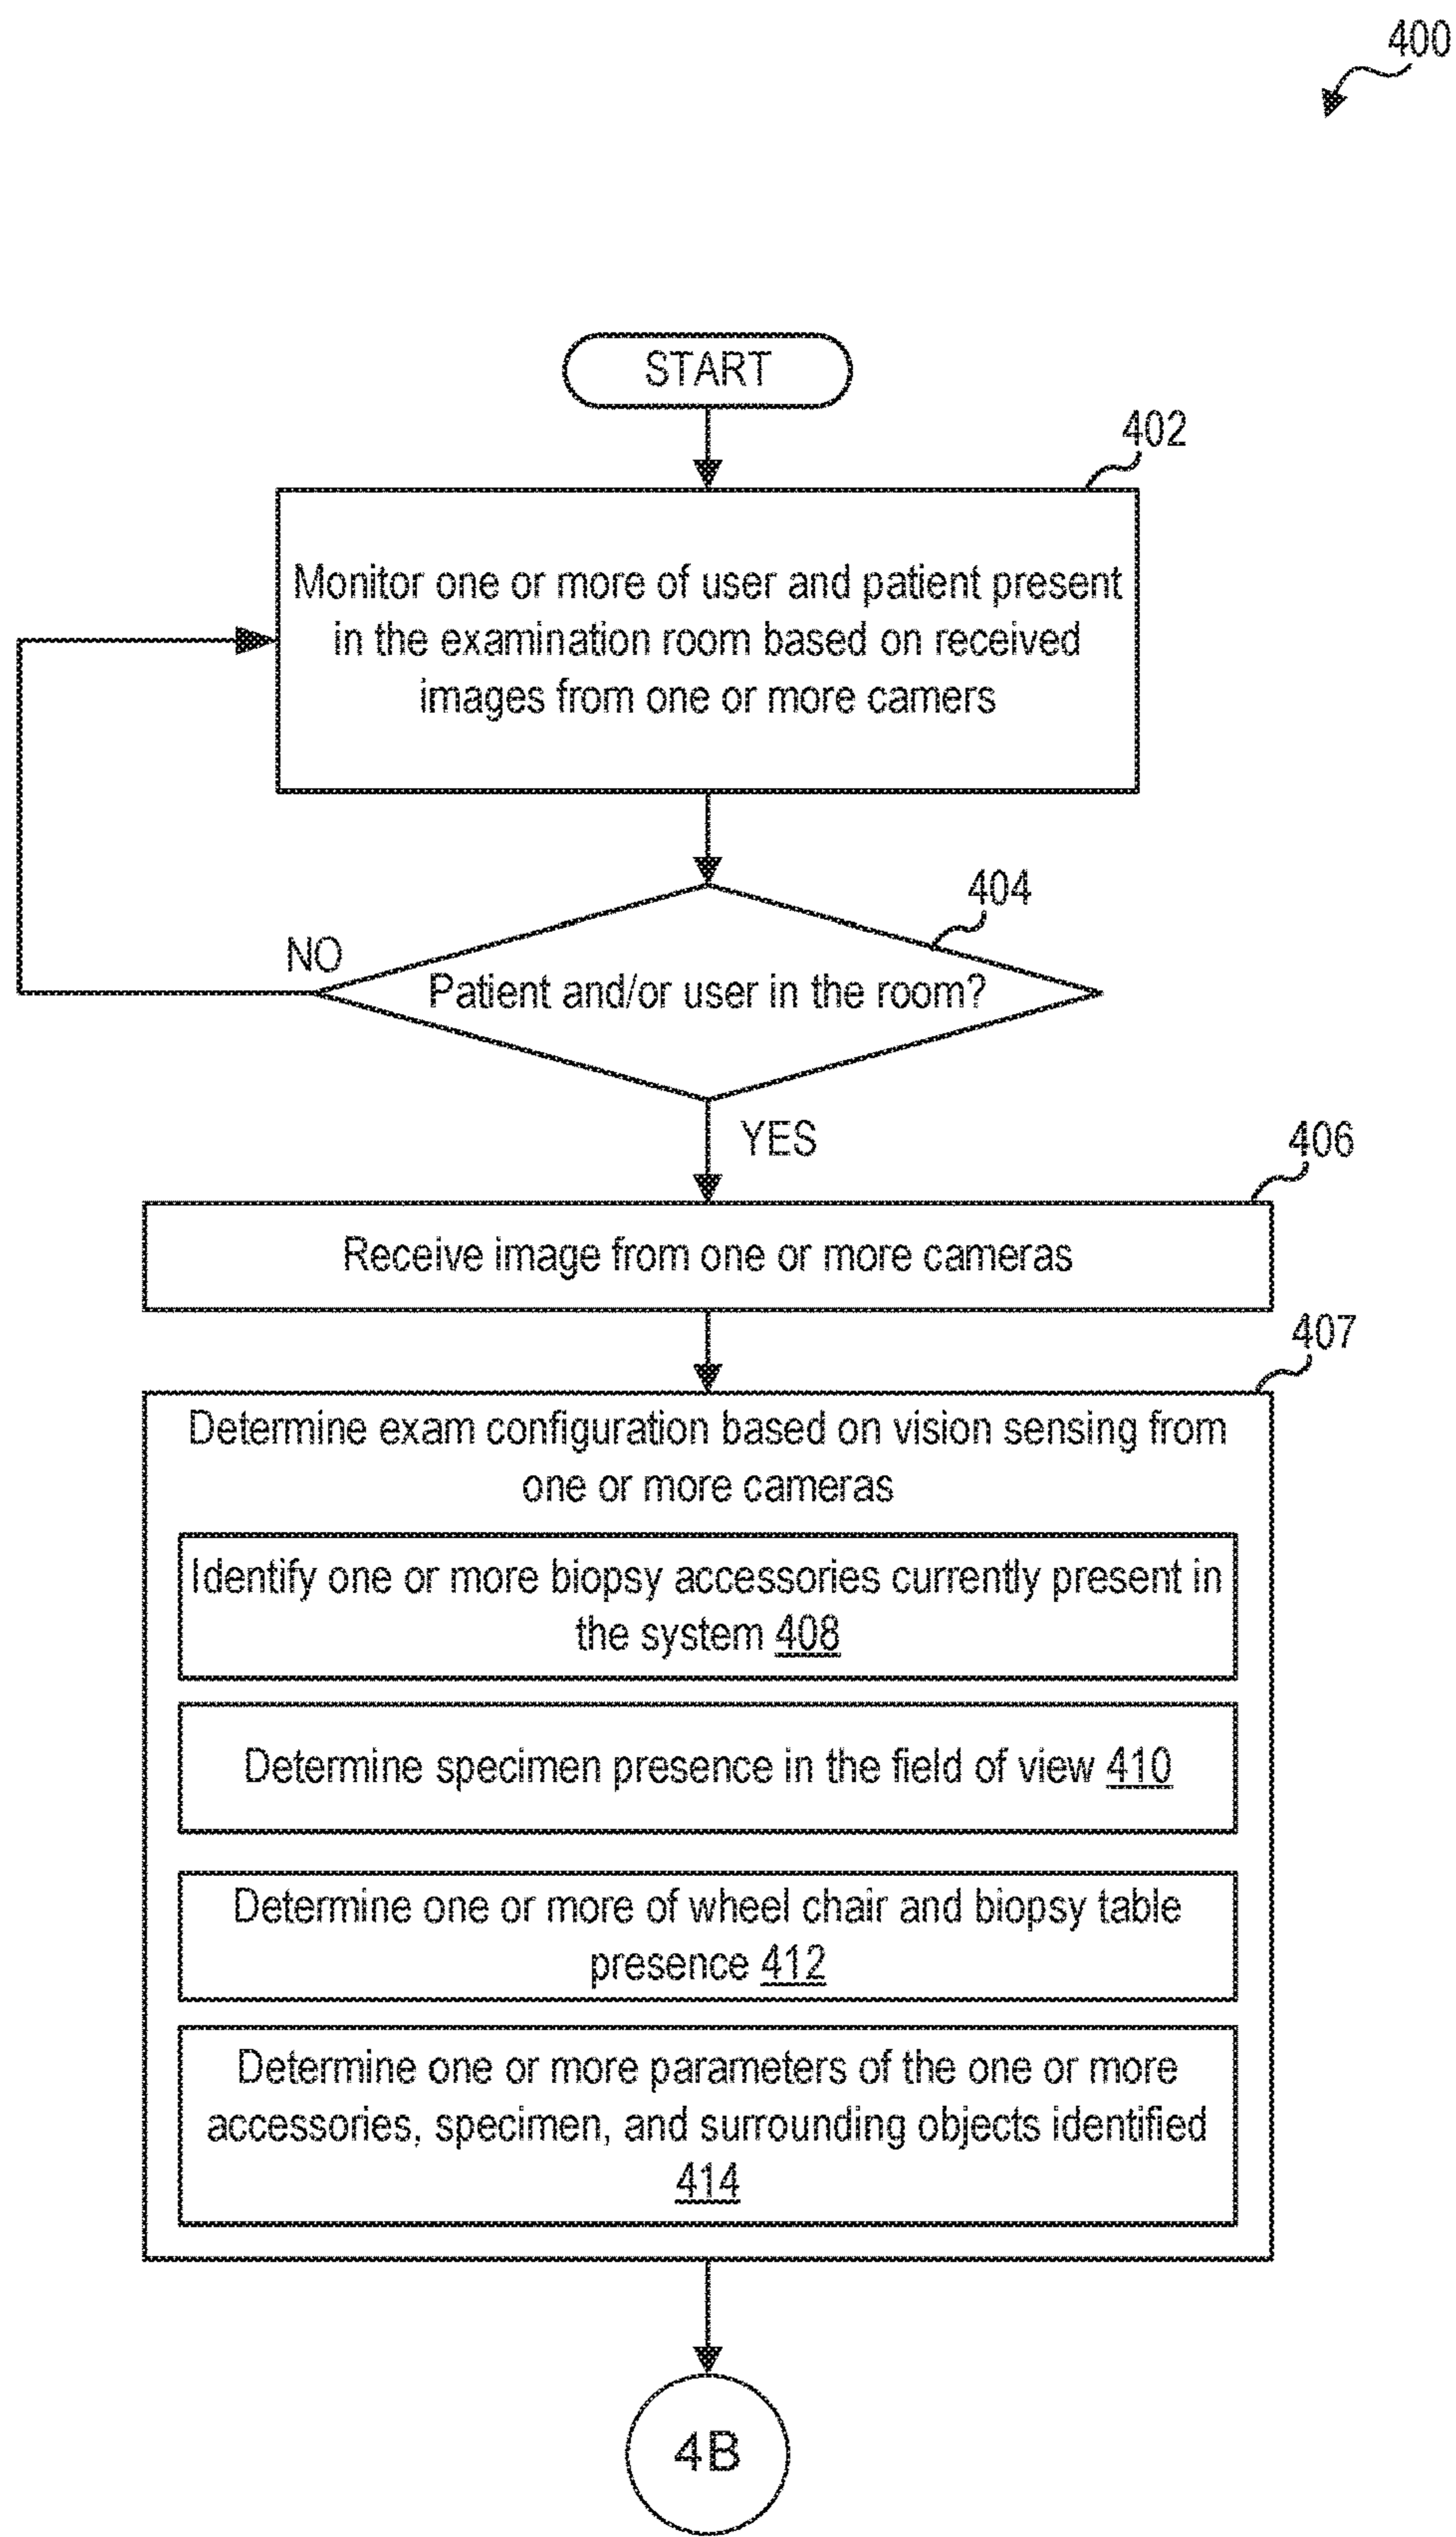 400
START
402
Monitor one or more of user and patient present
in the examination room based on received
images from one or more camers
404
NO
Patient and/or user in the room?
YES
406
Receive image from one or more cameras
407
Determine exam configuration based on vision sensing from
one or more cameras
Identify one or more biopsy accessories currently present in
the system 408
Determine specimen presence in the field of view 410
Determine one or more of wheel chair and biopsy table
presence 412
Determine one or more parameters of the one or more
accessories, specimen, and surrounding objects identified
414
4B